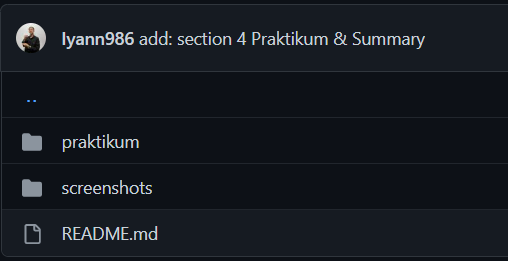 lyann986 add: section 4 Praktikum & Summary
..
praktikum
screenshots
README.md